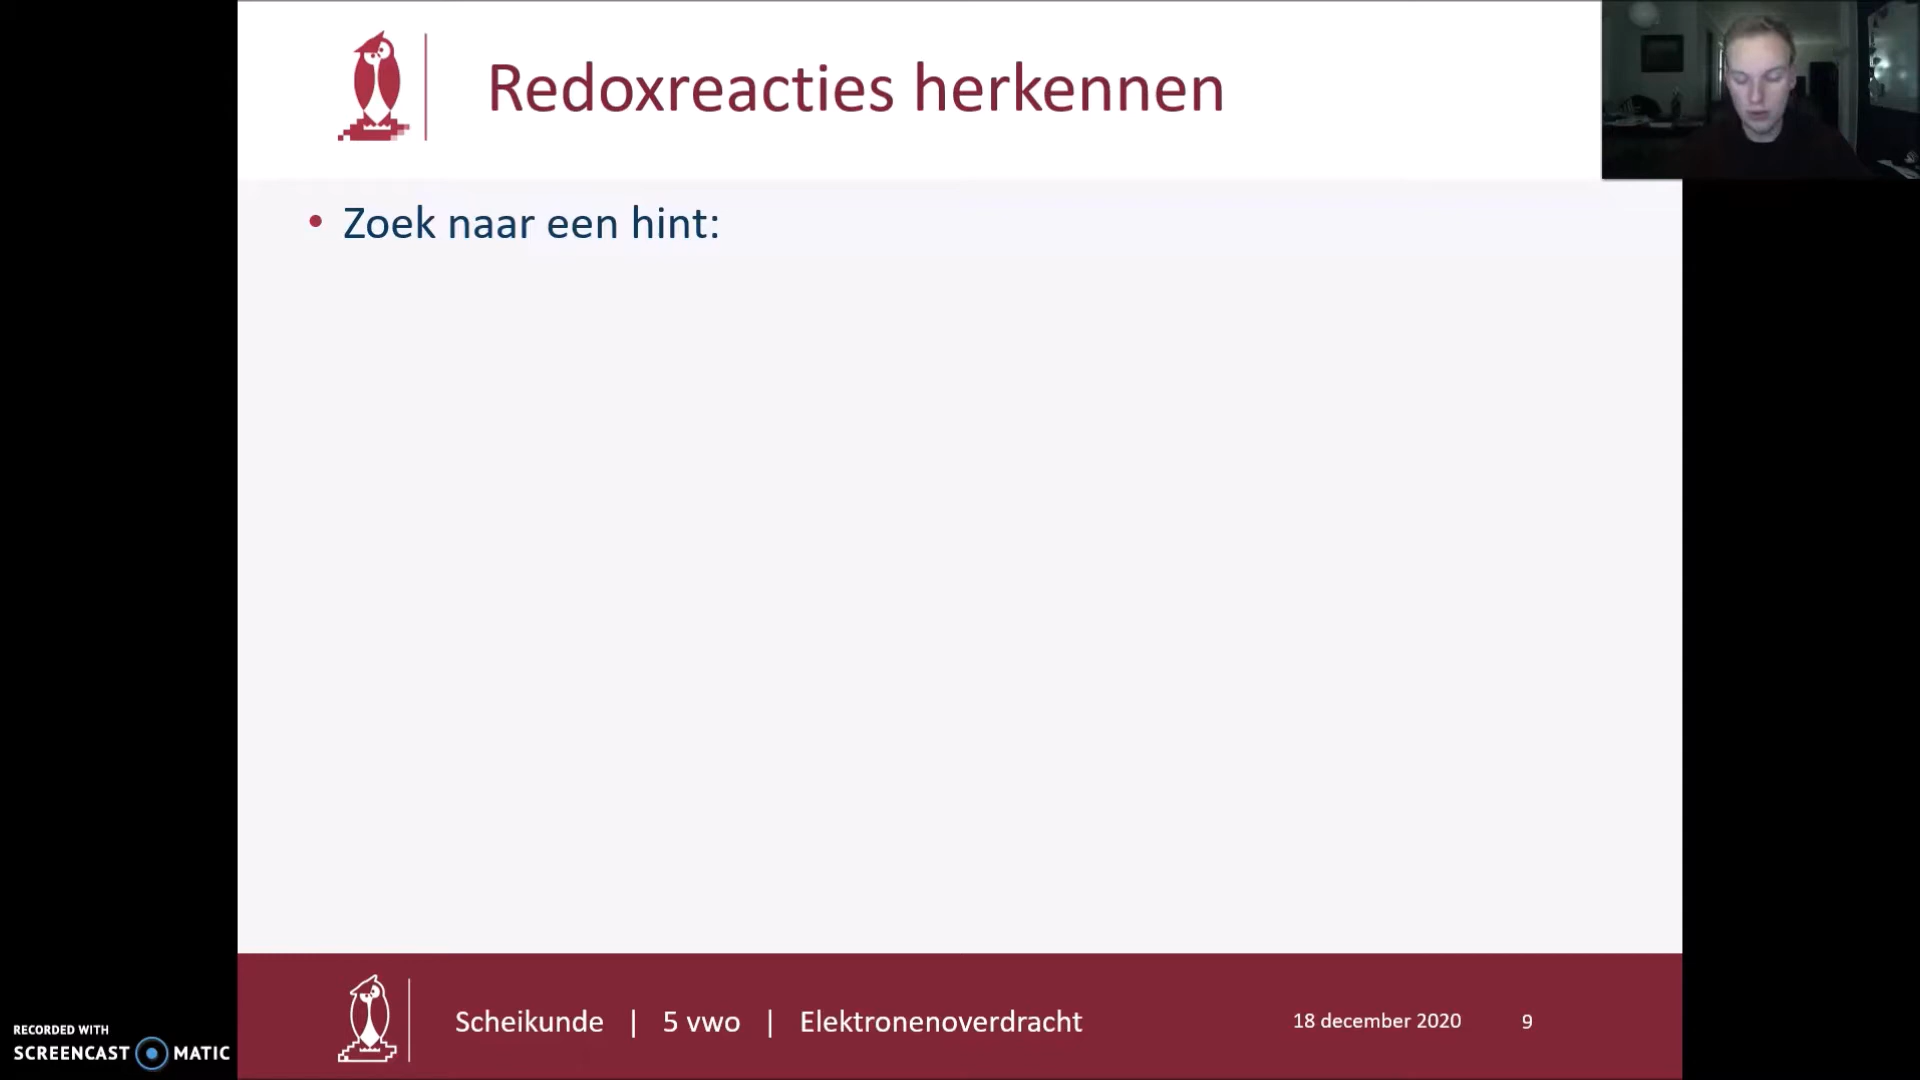 Redoxreacties herkennen
• Zoek naar een hint:
Scheikunde | 5 vwo | Elektronenoverdracht
18 december 2020 9
RECORDED WITH
SCREENCAST MATIC